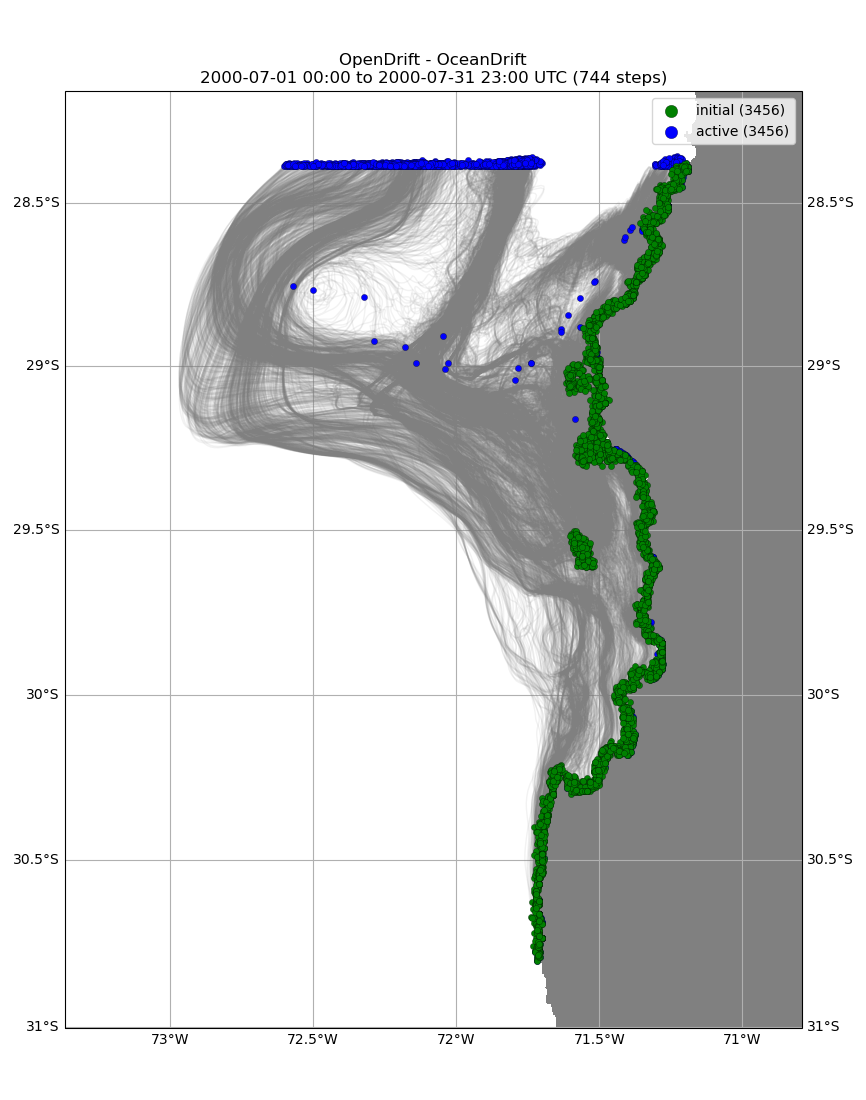 OpenDrift - OceanDrift
2000-07-01 00:00 to 2000-07-31 23:00 UTC (744 steps)
initial (3456)
active (3456)
28.5°S
28.5°S
29°S
29°S
29.5°S
29.5°S
30°S
30°S
30.5°S
30.5°S
31°S
31°S
73°W
72.5°W
72°W
71.5°W
71°W